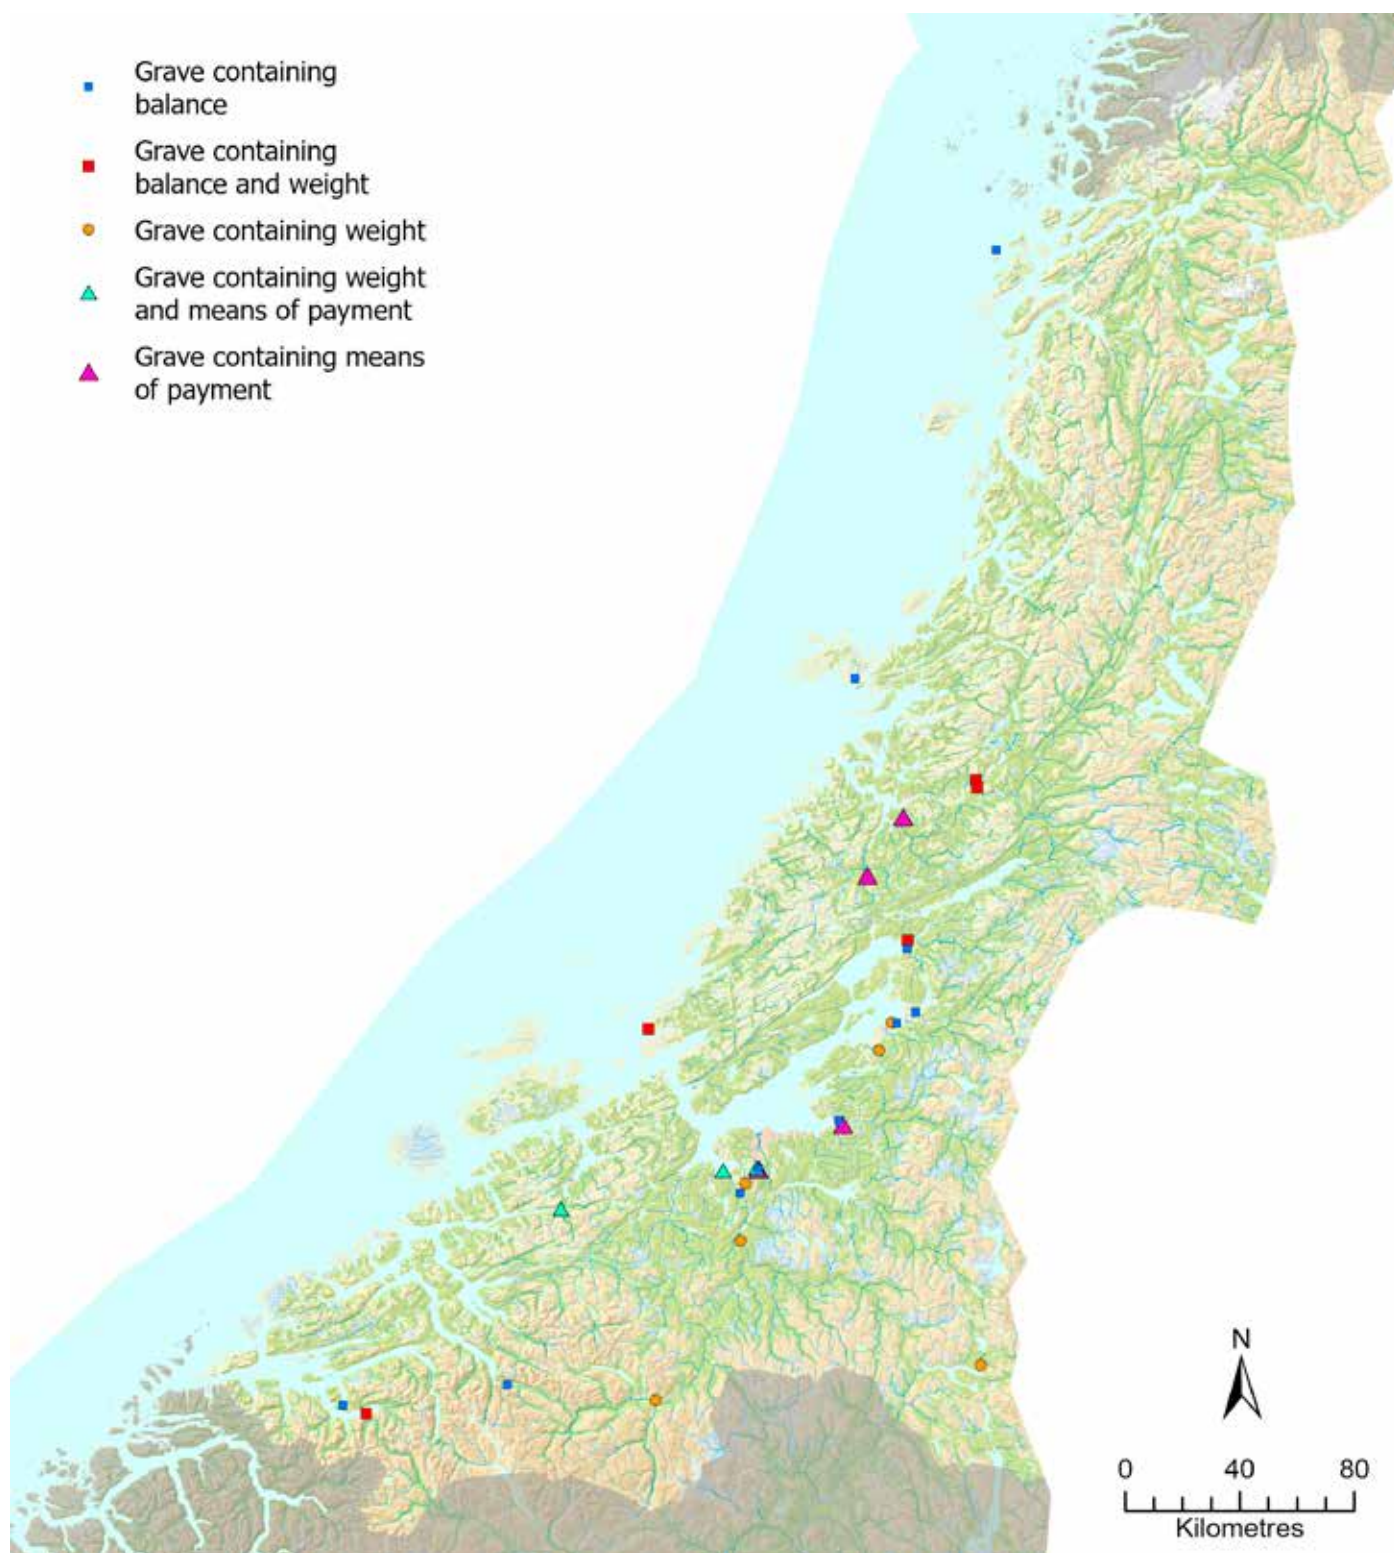 Grave containing
balance
Grave containing
balance and weight
Grave containing weight
Grave containing weight
and means of payment
Grave containing means
of payment
N
0 40 80
Kilometres